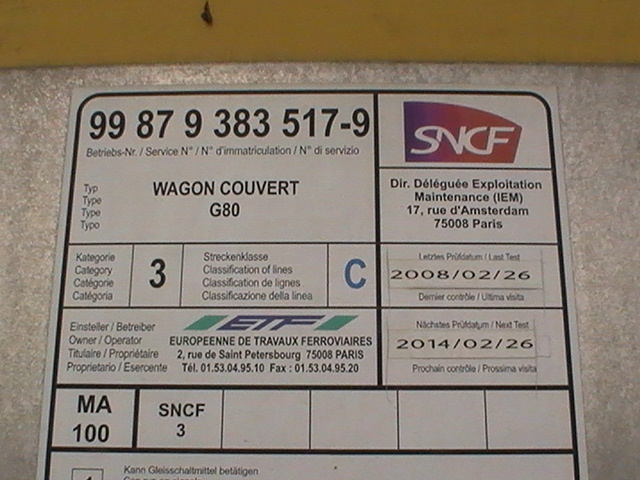 99 87 9 383 517-9
Betriebs-Nr. / Service N° / N° d'immatriculation / N° di servizio
SNCF
Typ
Type
Type
Typo
WAGON COUVERT
G80
Dir. Déléguée Exploitation
Maintenance (IEM)
17, rue d'Amsterdam
75008 Paris
Kategorie
Category
Catégorie
Catégoria
3
Streckenklasse
Classification of lines
Classification de lignes
Classificazione della linea
C
Letztes Prüfdatum / Last Test
2008/02/26
Dernier contrôle / Ultima visita
Einsteller / Betreiber
Owner / Operator
Titulaire / Propriétaire
Proprietario / Esercente
ETF
EUROPEENNE DE TRAVAUX FERROVIAIRES
2, rue de Saint Petersbourg 75008 PARIS
Tél. 01.53.04.95.10 Fax : 01.53.04.95.20
Nächstes Prüfdatum / Next Test
2014/02/26
Prochain contrôle / Prossima visita
MA
100
SNCF
3
Kann Gleisschaltmittel betätigen